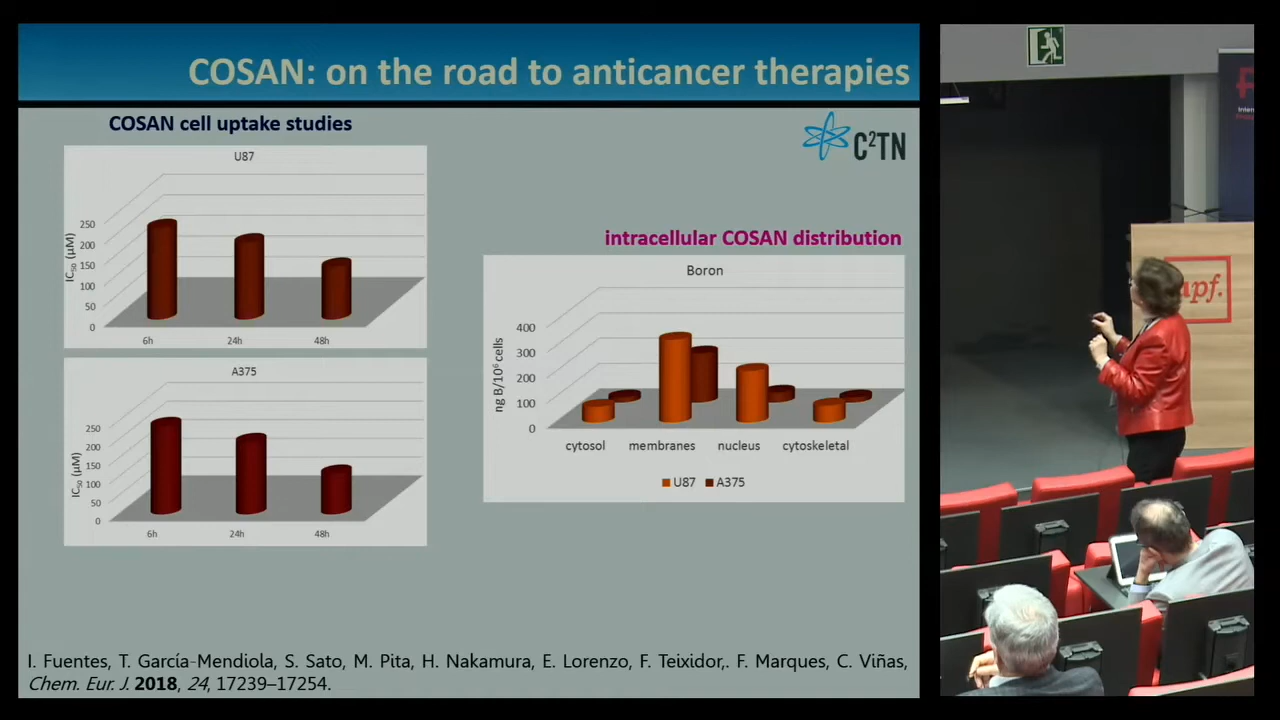 COSAN: on the road to anticancer therapies
COSAN cell uptake studies
C²TN
U87
IC₅₀ (µM)
250
200
150
100
50
0
6h
24h
48h
A375
IC₅₀ (µM)
250
200
150
100
50
0
6h
24h
48h
intracellular COSAN distribution
Boron
ng B/10⁶ cells
400
300
200
100
0
cytosol
membranes
nucleus
cytoskeletal
U87
A375
I. Fuentes, T. García-Mendiola, S. Sato, M. Pita, H. Nakamura, E. Lorenzo, F. Teixidor,. F. Marques, C. Viñas,
Chem. Eur. J. 2018, 24, 17239–17254.
upf.